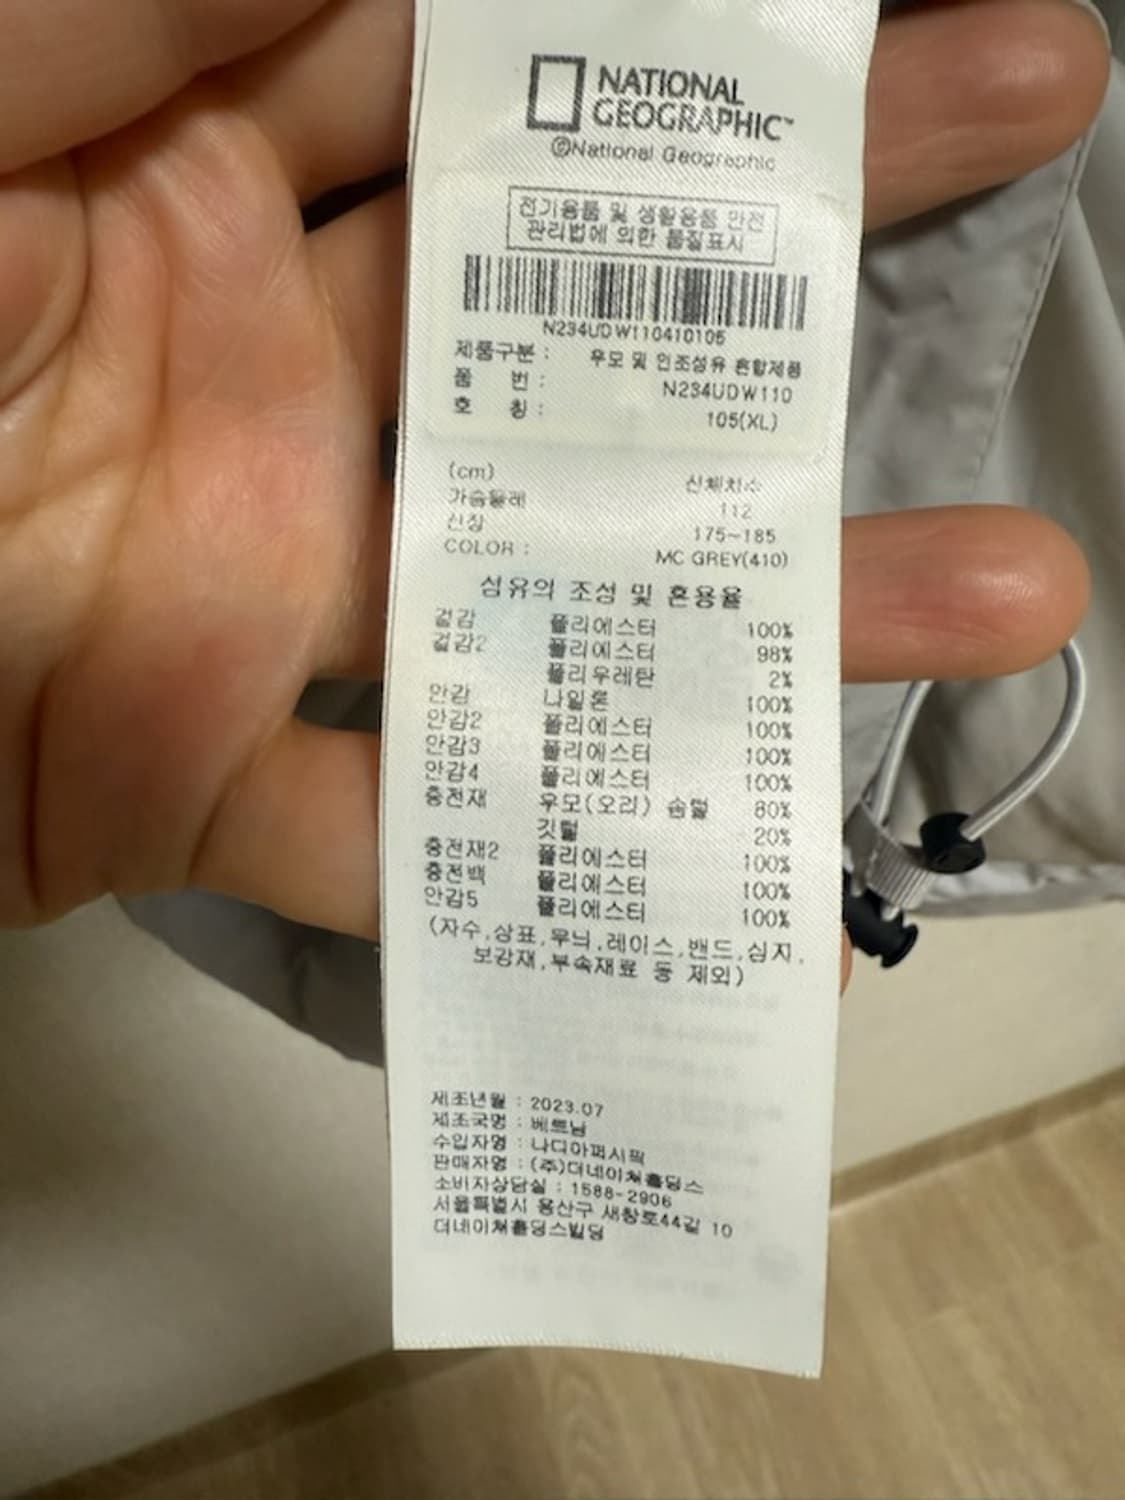 NATIONAL
GEOGRAPHIC™
©National Geographic
전기용품 및 생활용품 안전
관리법에 의한 품질표시
N234UDW110410105
제품구분 : 우모 및 인조섬유 혼합제품
품 번 : N234UDW110
호 칭 : 105(XL)
(cm) 신체치수
가슴둘레 112
신장 175~185
COLOR : MC GREY(410)
섬유의 조성 및 혼용율
겉감 폴리에스터 100%
겉감2 폴리에스터 98%
폴리우레탄 2%
안감 나일론 100%
안감2 폴리에스터 100%
안감3 폴리에스터 100%
안감4 폴리에스터 100%
충전재 우모(오리) 솜털 80%
깃털 20%
충전재2 폴리에스터 100%
충전백 폴리에스터 100%
안감5 폴리에스터 100%
(자수,상표,무늬,레이스,밴드,심지,
보강재,부속재료 등 제외)
제조년월 : 2023.07
제조국명 : 베트남
수입자명 : 나디아퍼시픽
판매자명 : (주)더네이쳐홀딩스
소비자상담실 : 1588-2906
서울특별시 용산구 새창로44길 10
더네이쳐홀딩스빌딩